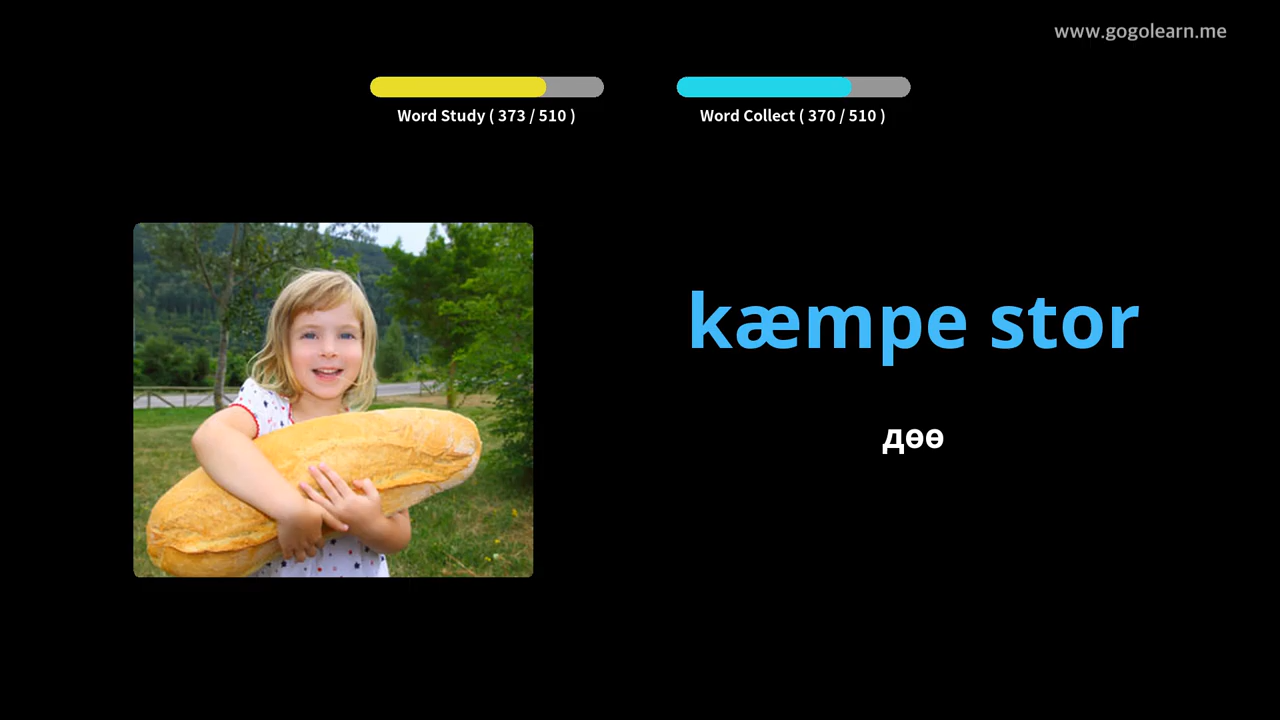 www.gogolearn.me
Word Study ( 373 / 510 )
Word Collect ( 370 / 510 )
kæmpe stor
дөө